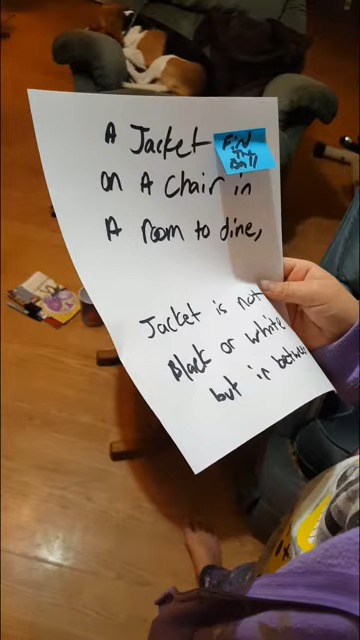 A Jacket
Find
the
Ball
on A Chair in
A room to dine,
Jacket is not
Black or white
but in between